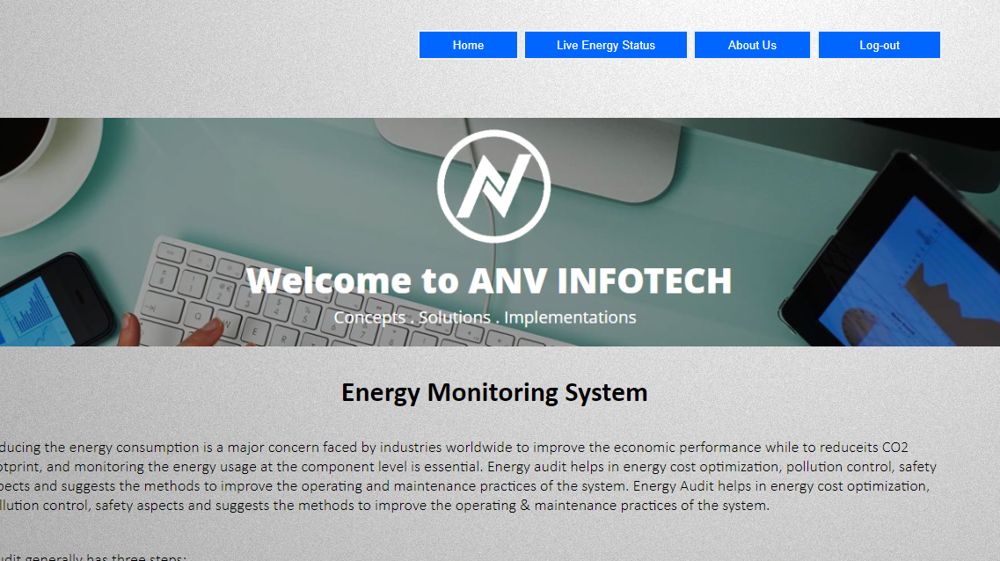 Home
Live Energy Status
About Us
Log-out
Welcome to ANV INFOTECH
Concepts . Solutions . Implementations
Energy Monitoring System
ducing the energy consumption is a major concern faced by industries worldwide to improve the economic performance while to reduceits CO2
otprint, and monitoring the energy usage at the component level is essential. Energy audit helps in energy cost optimization, pollution control, safety
pects and suggests the methods to improve the operating and maintenance practices of the system. Energy Audit helps in energy cost optimization,
llution control, safety aspects and suggests the methods to improve the operating & maintenance practices of the system.
udit generally has three steps: